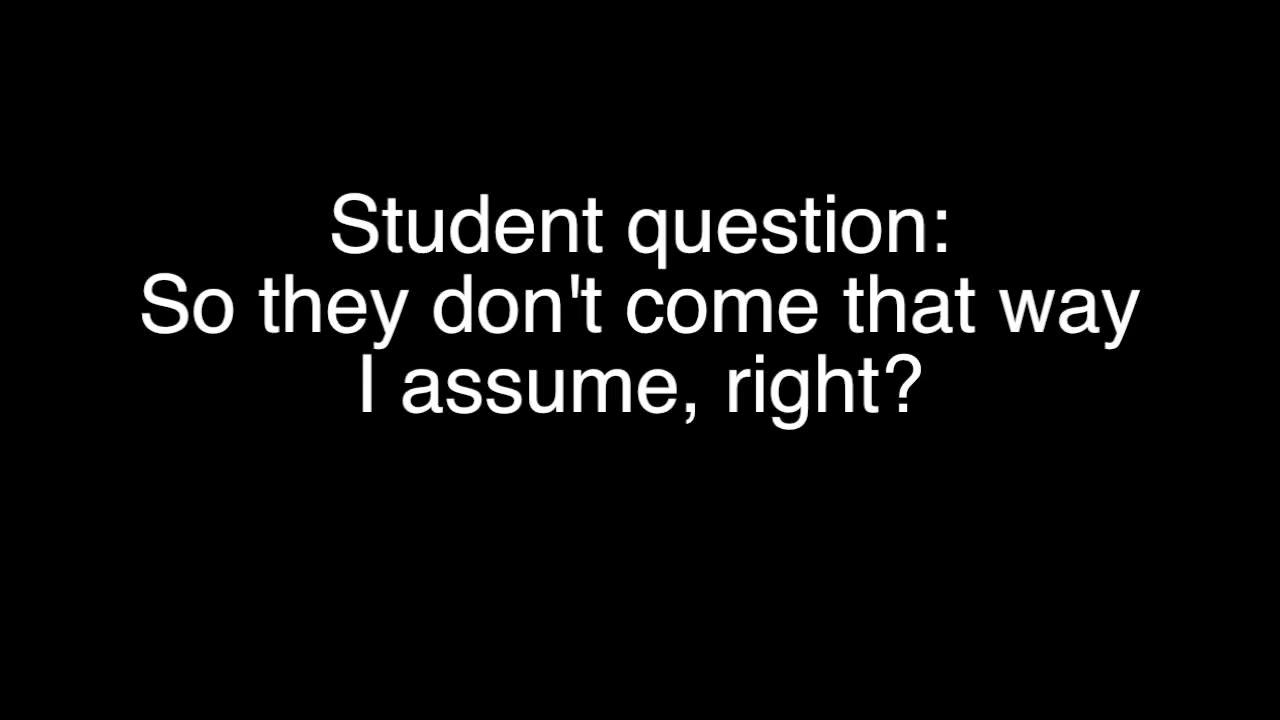 Student question:
So they don't come that way
I assume, right?